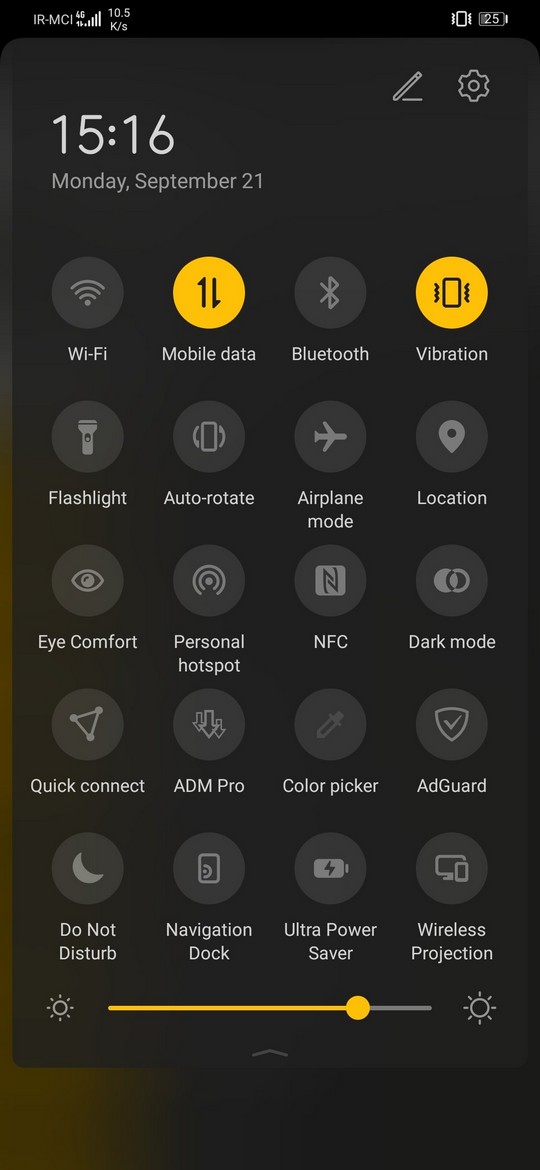 IR-MCI 4G 10.5 K/s 25
15:16
Monday, September 21
Wi-Fi Mobile data Bluetooth Vibration
Flashlight Auto-rotate Airplane mode Location
Eye Comfort Personal hotspot NFC Dark mode
Quick connect ADM Pro Color picker AdGuard
Do Not Disturb Navigation Dock Ultra Power Saver Wireless Projection